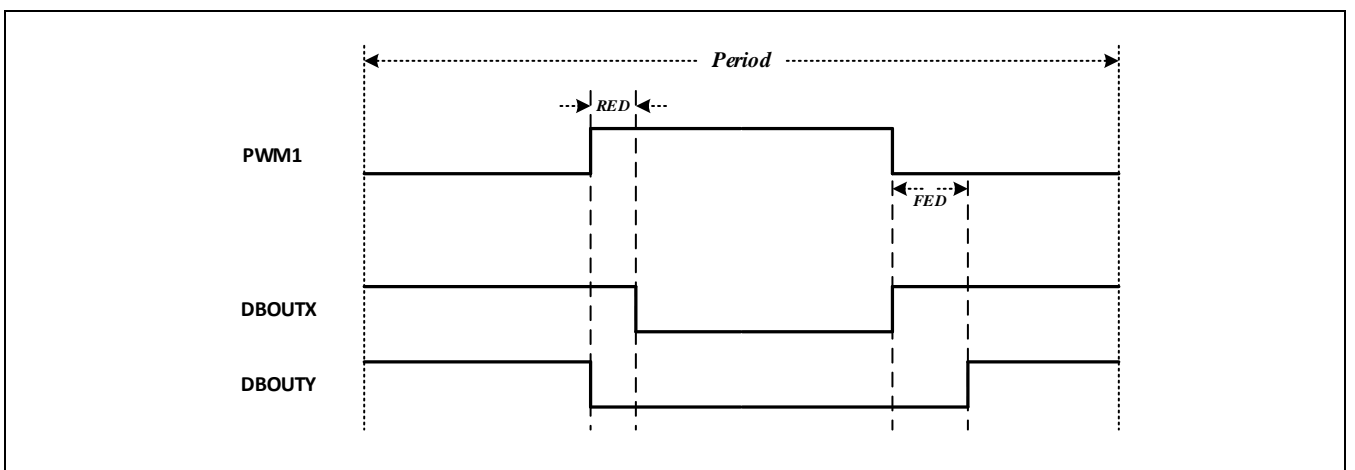 Period
RED
PWM1
FED
DBOUTX
DBOUTY